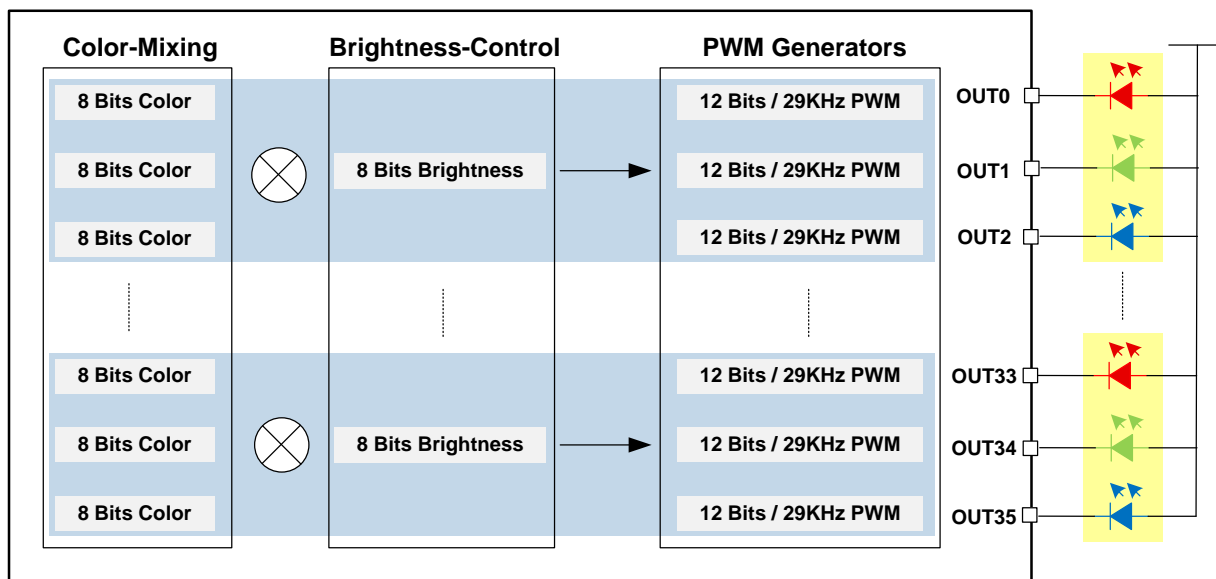 Color-Mixing Brightness-Control PWM Generators
8 Bits Color 12 Bits / 29KHz PWM OUT0
8 Bits Color 8 Bits Brightness 12 Bits / 29KHz PWM OUT1
8 Bits Color 12 Bits / 29KHz PWM OUT2
8 Bits Color 12 Bits / 29KHz PWM OUT33
8 Bits Color 8 Bits Brightness 12 Bits / 29KHz PWM OUT34
8 Bits Color 12 Bits / 29KHz PWM OUT35